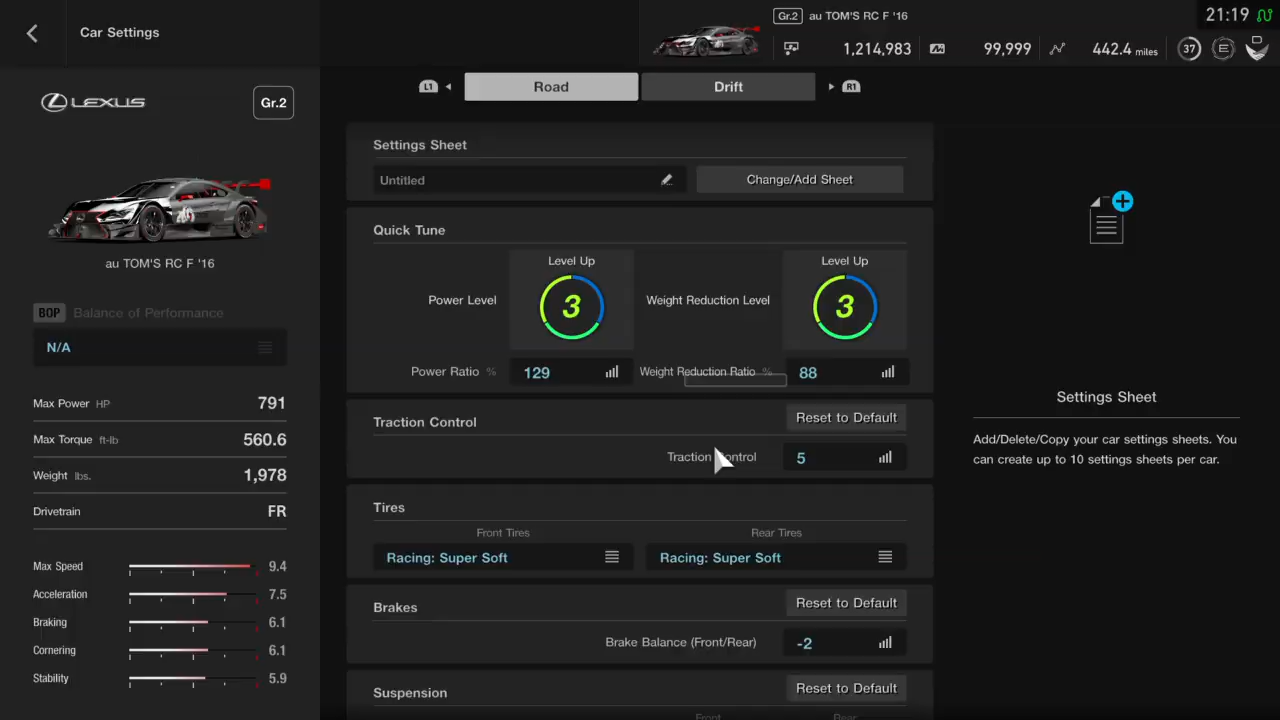 Car Settings
Gr.2 au TOM'S RC F '16
21:19
1,214,983 99,999 442.4 miles 37 E
LEXUS Gr.2
au TOM'S RC F '16
BOP Balance of Performance
N/A
Max Power HP 791
Max Torque ft-lb 560.6
Weight lbs. 1,978
Drivetrain FR
Max Speed 9.4
Acceleration 7.5
Braking 6.1
Cornering 6.1
Stability 5.9
L1 Road Drift R1
Settings Sheet
Untitled Change/Add Sheet
Quick Tune
Level Up Level Up
Power Level 3 Weight Reduction Level 3
Power Ratio % 129 Weight Reduction Ratio % 88
Traction Control Reset to Default
Traction Control 5
Tires
Front Tires Rear Tires
Racing: Super Soft Racing: Super Soft
Brakes Reset to Default
Brake Balance (Front/Rear) -2
Suspension Reset to Default
Front Rear
Settings Sheet
Add/Delete/Copy your car settings sheets. You
can create up to 10 settings sheets per car.